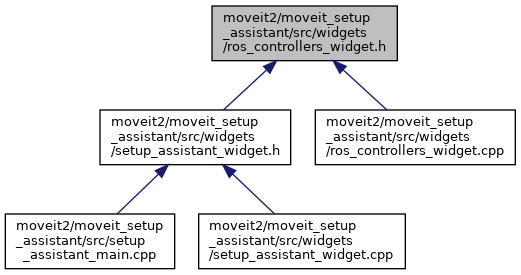 moveit2/moveit_setup
_assistant/src/widgets
/ros_controllers_widget.h
moveit2/moveit_setup
_assistant/src/widgets
/setup_assistant_widget.h
moveit2/moveit_setup
_assistant/src/widgets
/ros_controllers_widget.cpp
moveit2/moveit_setup
_assistant/src/setup
_assistant_main.cpp
moveit2/moveit_setup
_assistant/src/widgets
/setup_assistant_widget.cpp